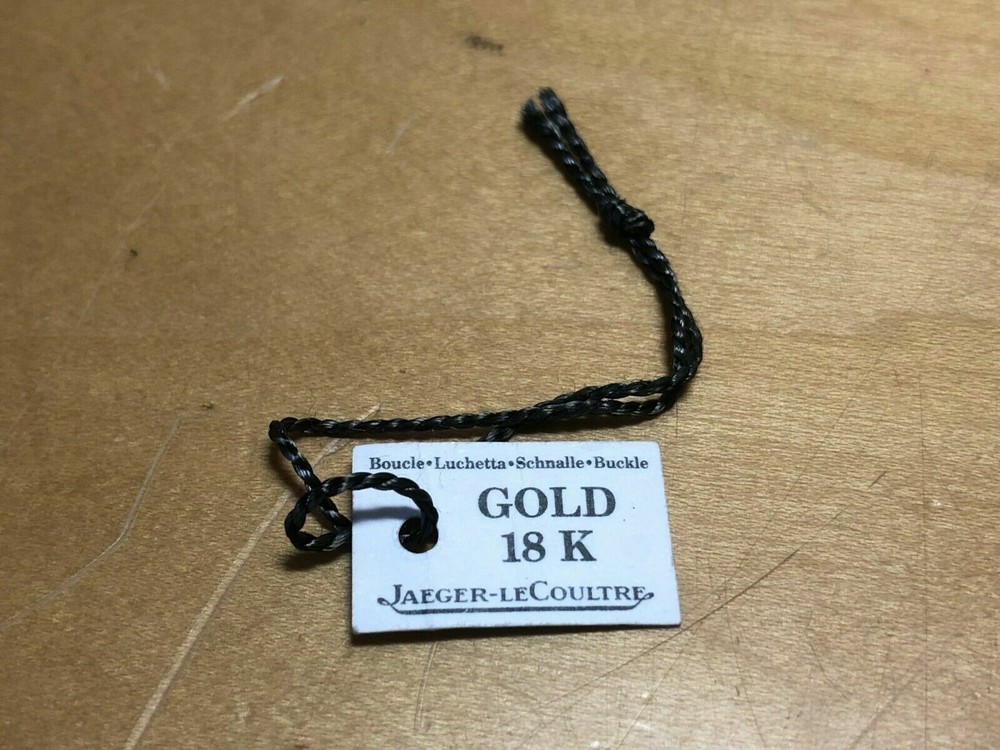 Boucle•Luchetta•Schnalle•Buckle
GOLD
18 K
JAEGER-LECOULTRE